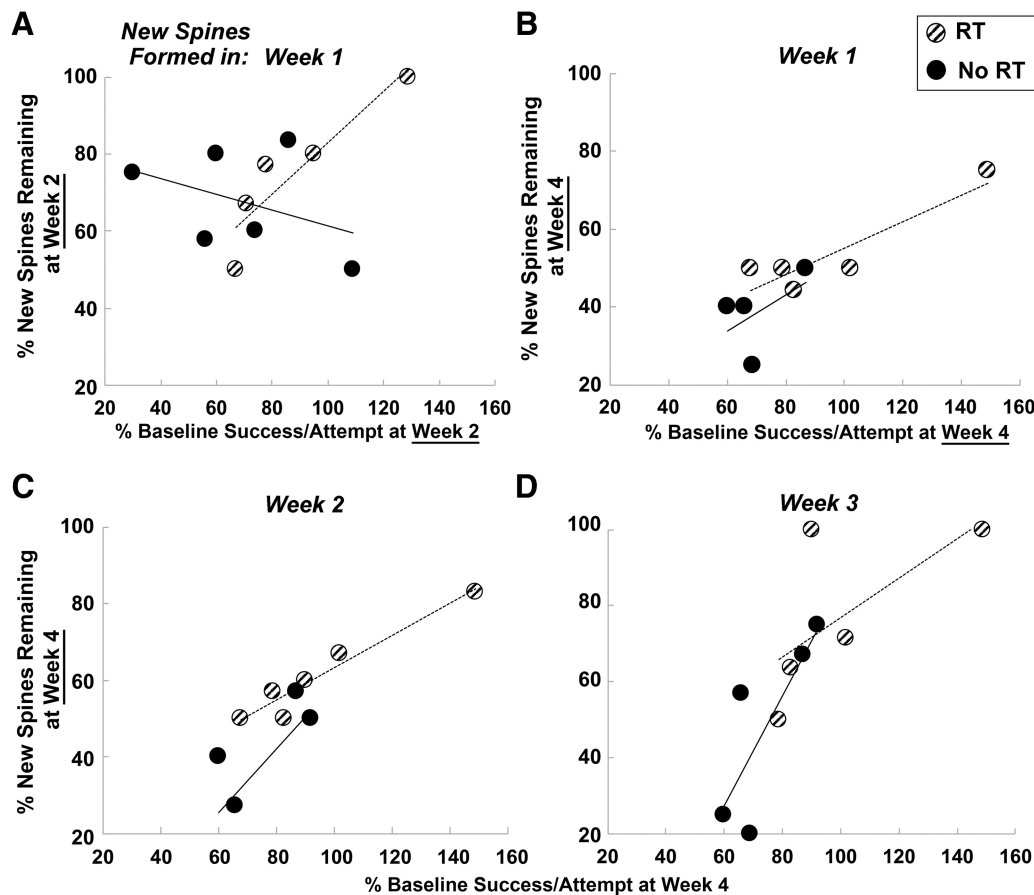 A
New Spines
Formed in: Week 1
% New Spines Remaining
at Week 2
100
80
60
40
20
20 40 60 80 100 120 140 160
% Baseline Success/Attempt at Week 2
B
Week 1
RT
No RT
% New Spines Remaining
at Week 4
100
80
60
40
20
20 40 60 80 100 120 140 160
% Baseline Success/Attempt at Week 4
C
Week 2
% New Spines Remaining
at Week 4
100
80
60
40
20
20 40 60 80 100 120 140 160
D
Week 3
100
80
60
40
20
20 40 60 80 100 120 140 160
% Baseline Success/Attempt at Week 4